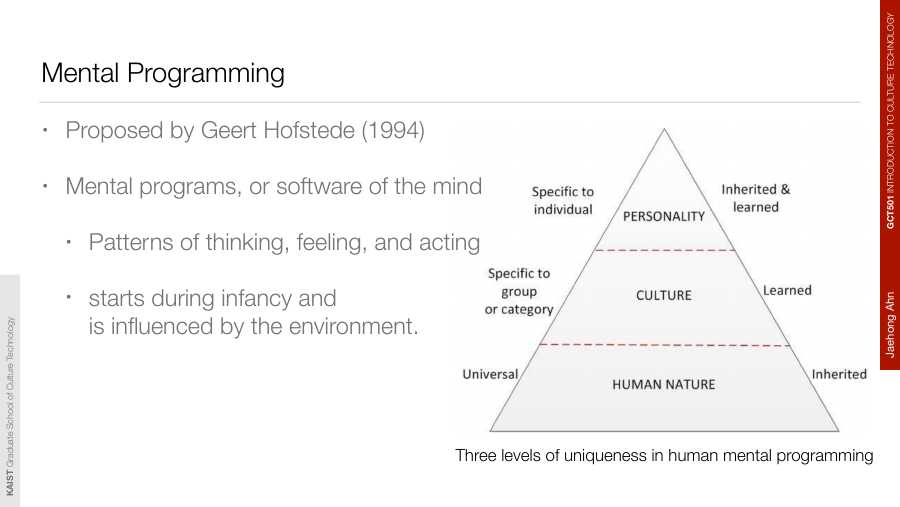 Mental Programming
• Proposed by Geert Hofstede (1994)
• Mental programs, or software of the mind
• Patterns of thinking, feeling, and acting
• starts during infancy and
is influenced by the environment.
Specific to
individual
PERSONALITY
Inherited &
learned
Specific to
group
or category
CULTURE
Learned
Universal
HUMAN NATURE
Inherited
Three levels of uniqueness in human mental programming
GCT501 INTRODUCTION TO CULTURE TECHNOLOGY
Jaehong Ahn
KAIST Graduate School of Culture Technology